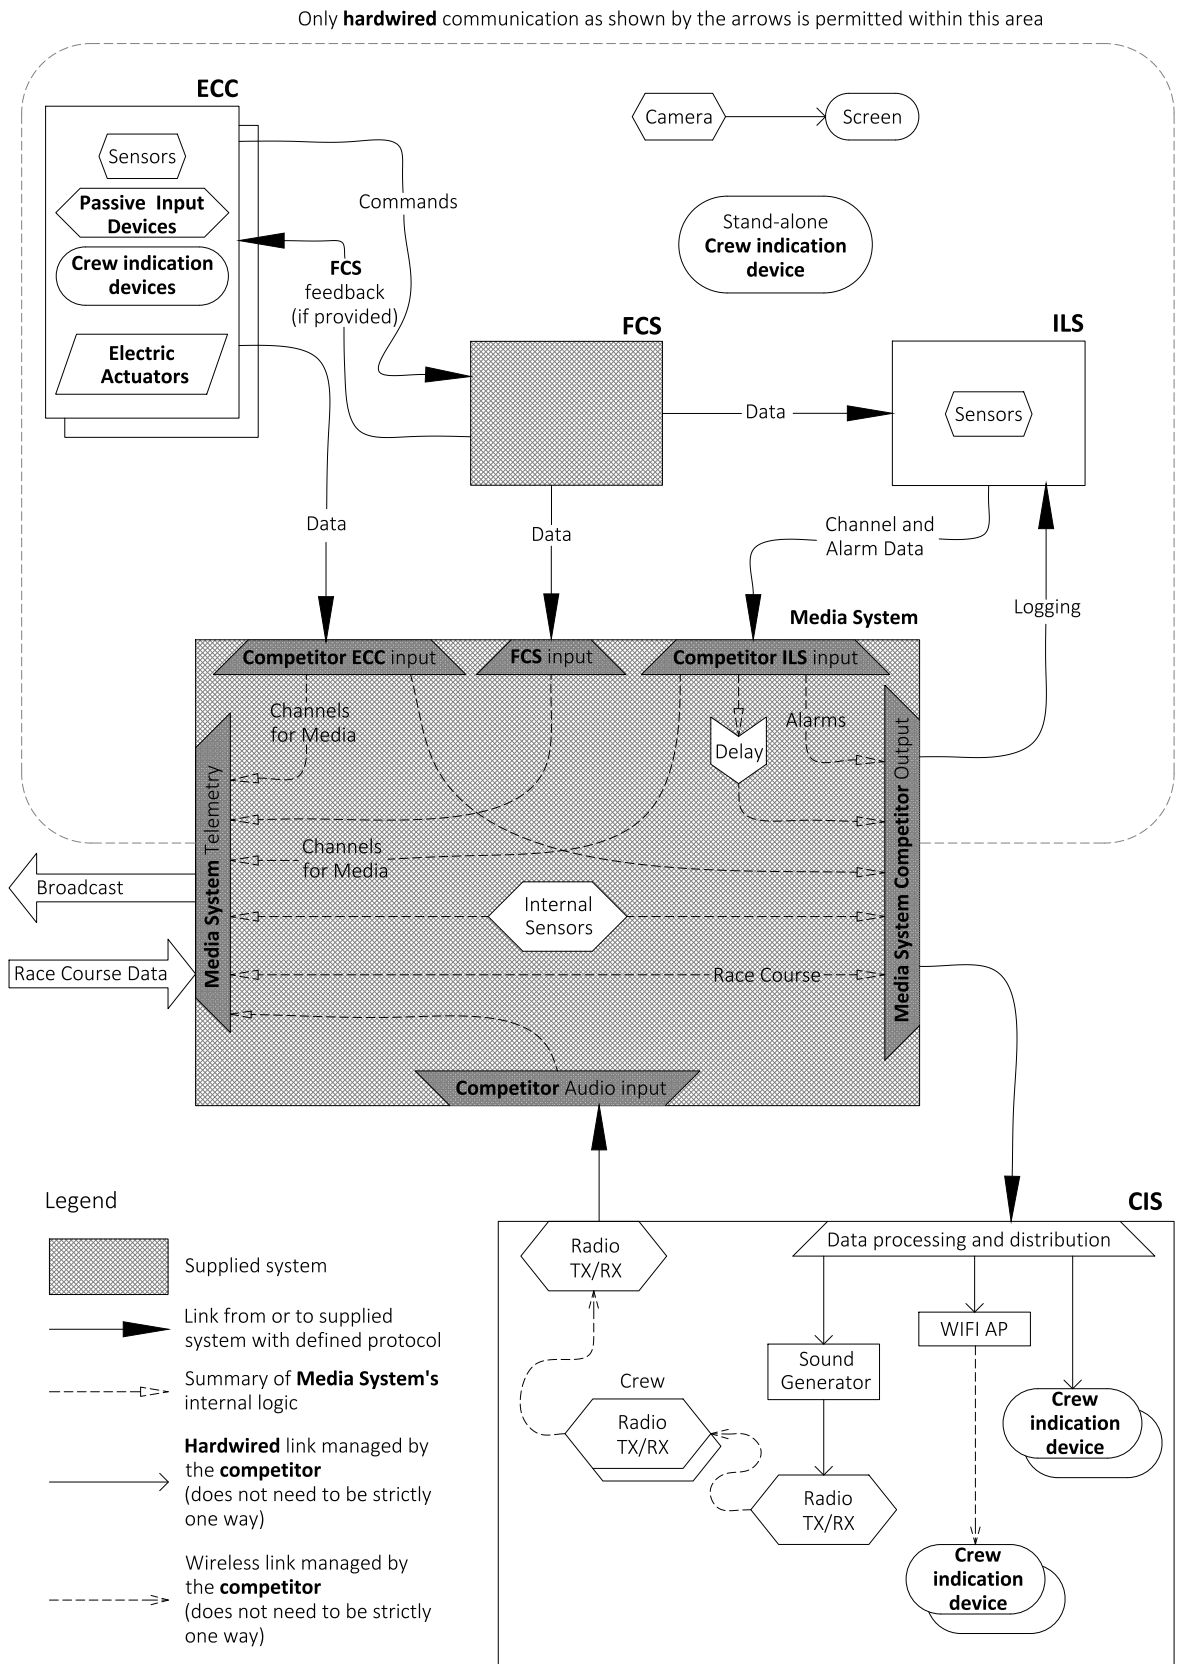 Only hardwired communication as shown by the arrows is permitted within this area
ECC
Sensors
Passive Input
Devices
Crew indication
devices
Electric
Actuators
Commands
FCS
feedback
(if provided)
Camera
Screen
Stand-alone
Crew indication
device
FCS
ILS
Data
Sensors
Data
Data
Channel and
Alarm Data
Logging
Media System
Competitor ECC input
FCS input
Competitor ILS input
Channels
for Media
Delay
Alarms
Media System Telemetry
Media System Competitor Output
Channels
for Media
Broadcast
Internal
Sensors
Race Course Data
Race Course
Competitor Audio input
Legend
Supplied system
Link from or to supplied
system with defined protocol
Summary of Media System's
internal logic
Hardwired link managed by
the competitor
(does not need to be strictly
one way)
Wireless link managed by
the competitor
(does not need to be strictly
one way)
CIS
Radio
TX/RX
Data processing and distribution
WIFI AP
Sound
Generator
Crew
Radio
TX/RX
Crew
indication
device
Radio
TX/RX
Crew
indication
device